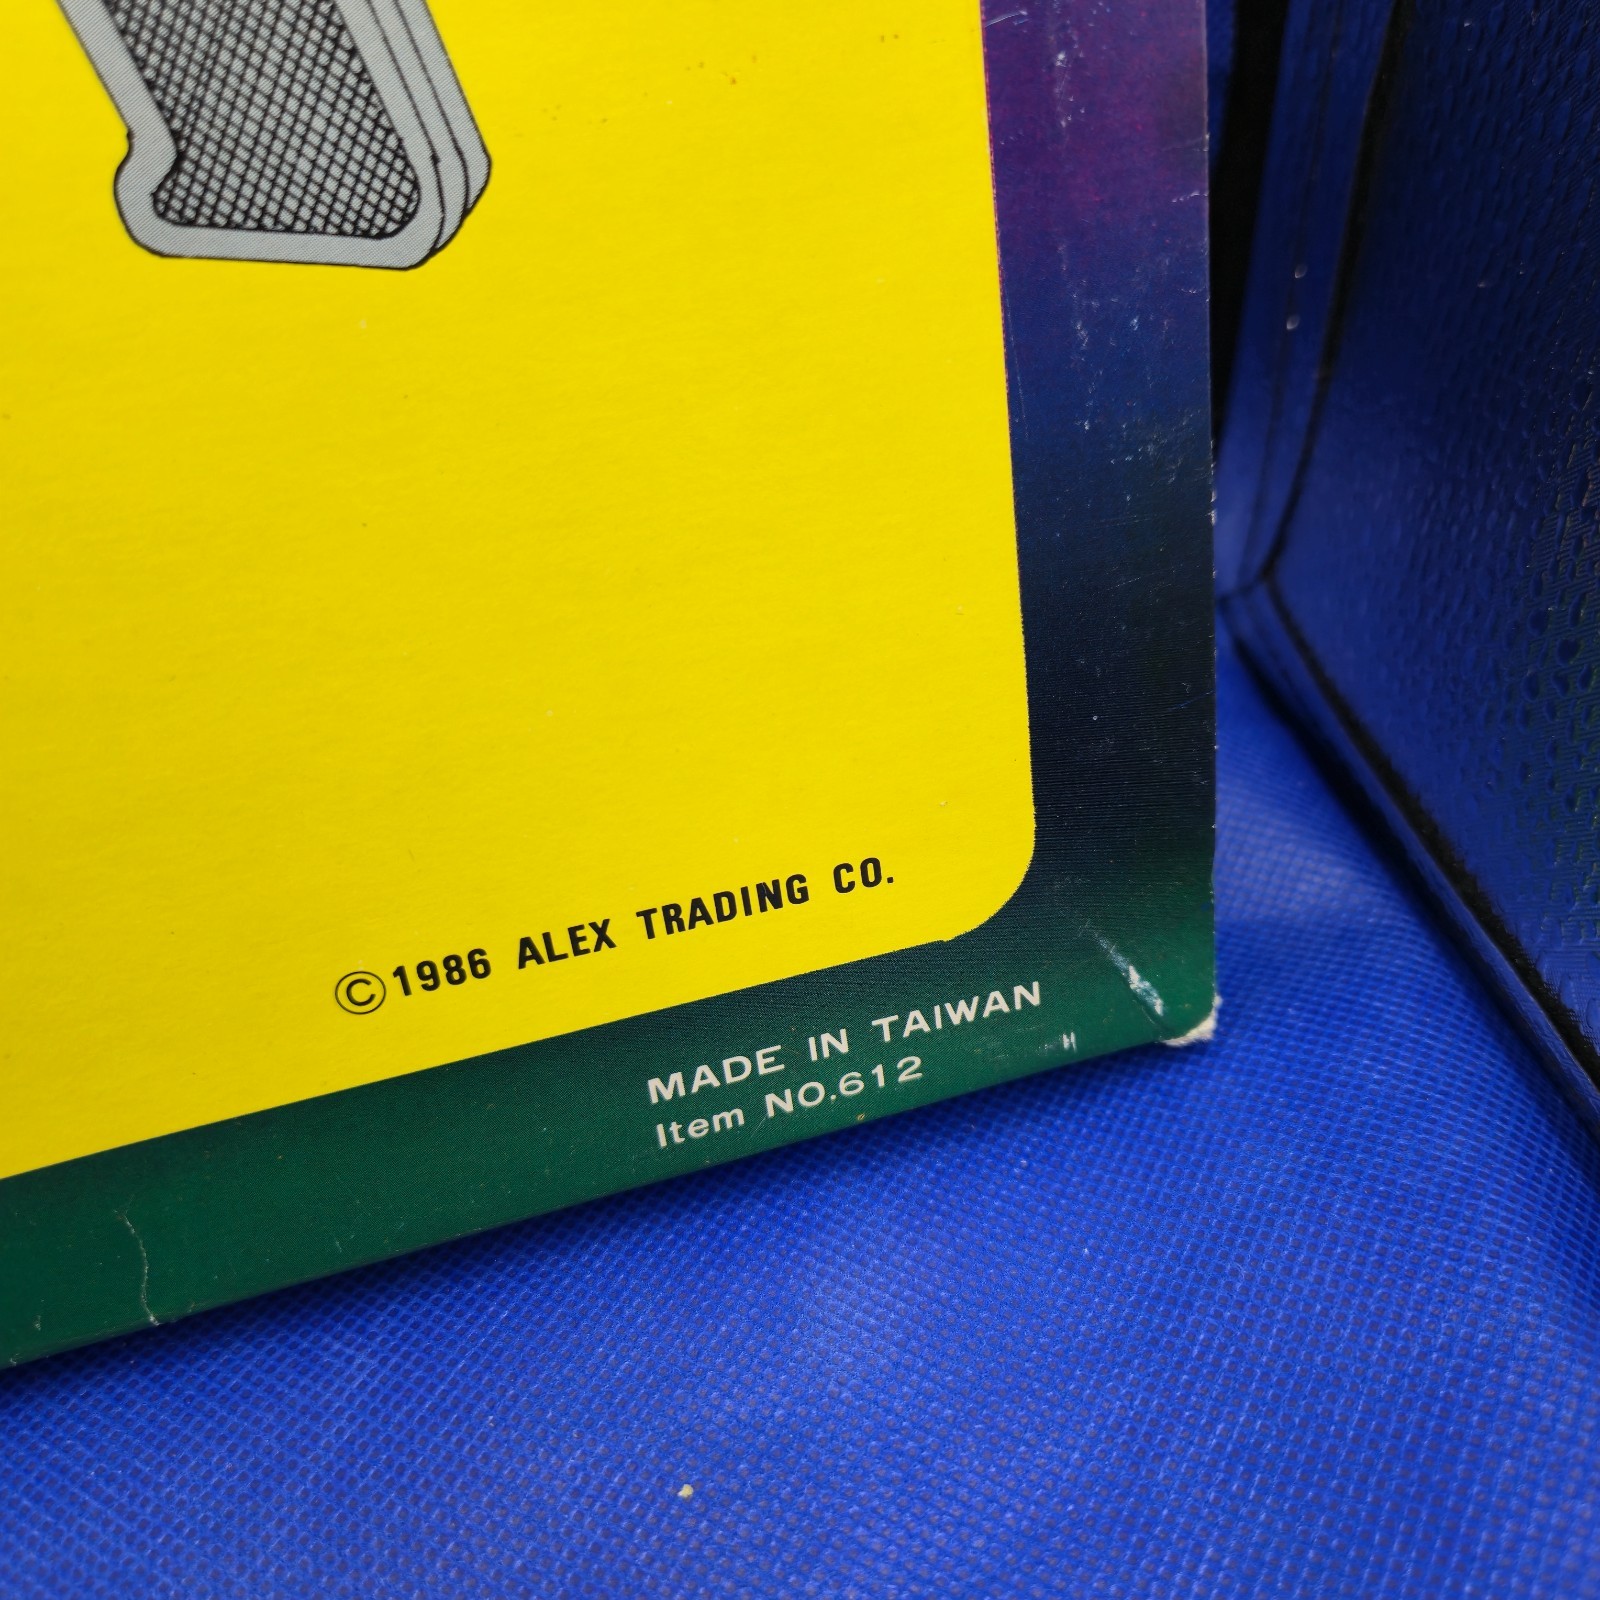 ©1986 ALEX TRADING CO.
MADE IN TAIWAN
Item NO.612